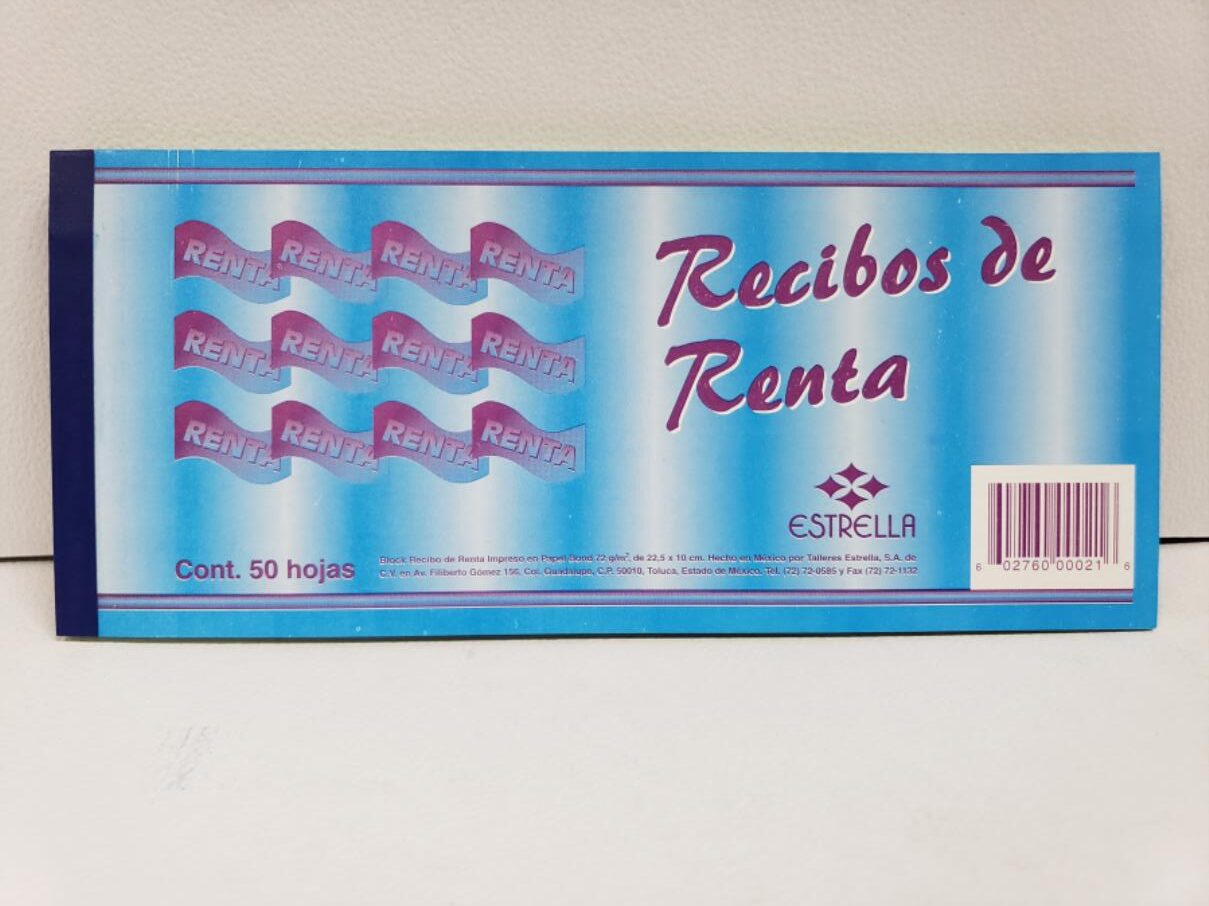 RENTA RENTA RENTA RENTA
RENTA RENTA RENTA RENTA
RENTA RENTA RENTA RENTA
Recibos de
Renta
ESTRELLA
Cont. 50 hojas
Block Recibo de Renta Impreso en Papel Bond 72 g/m², de 22,5 x 10 cm. Hecho en México por Talleres Estrella, S.A. de
C.V. en Av. Filiberto Gómez 156, Col. Guadalupe, C.P. 50010, Toluca, Estado de México. Tel. (72) 72-0585 y Fax (72) 72-1132
6 02760 00021 6